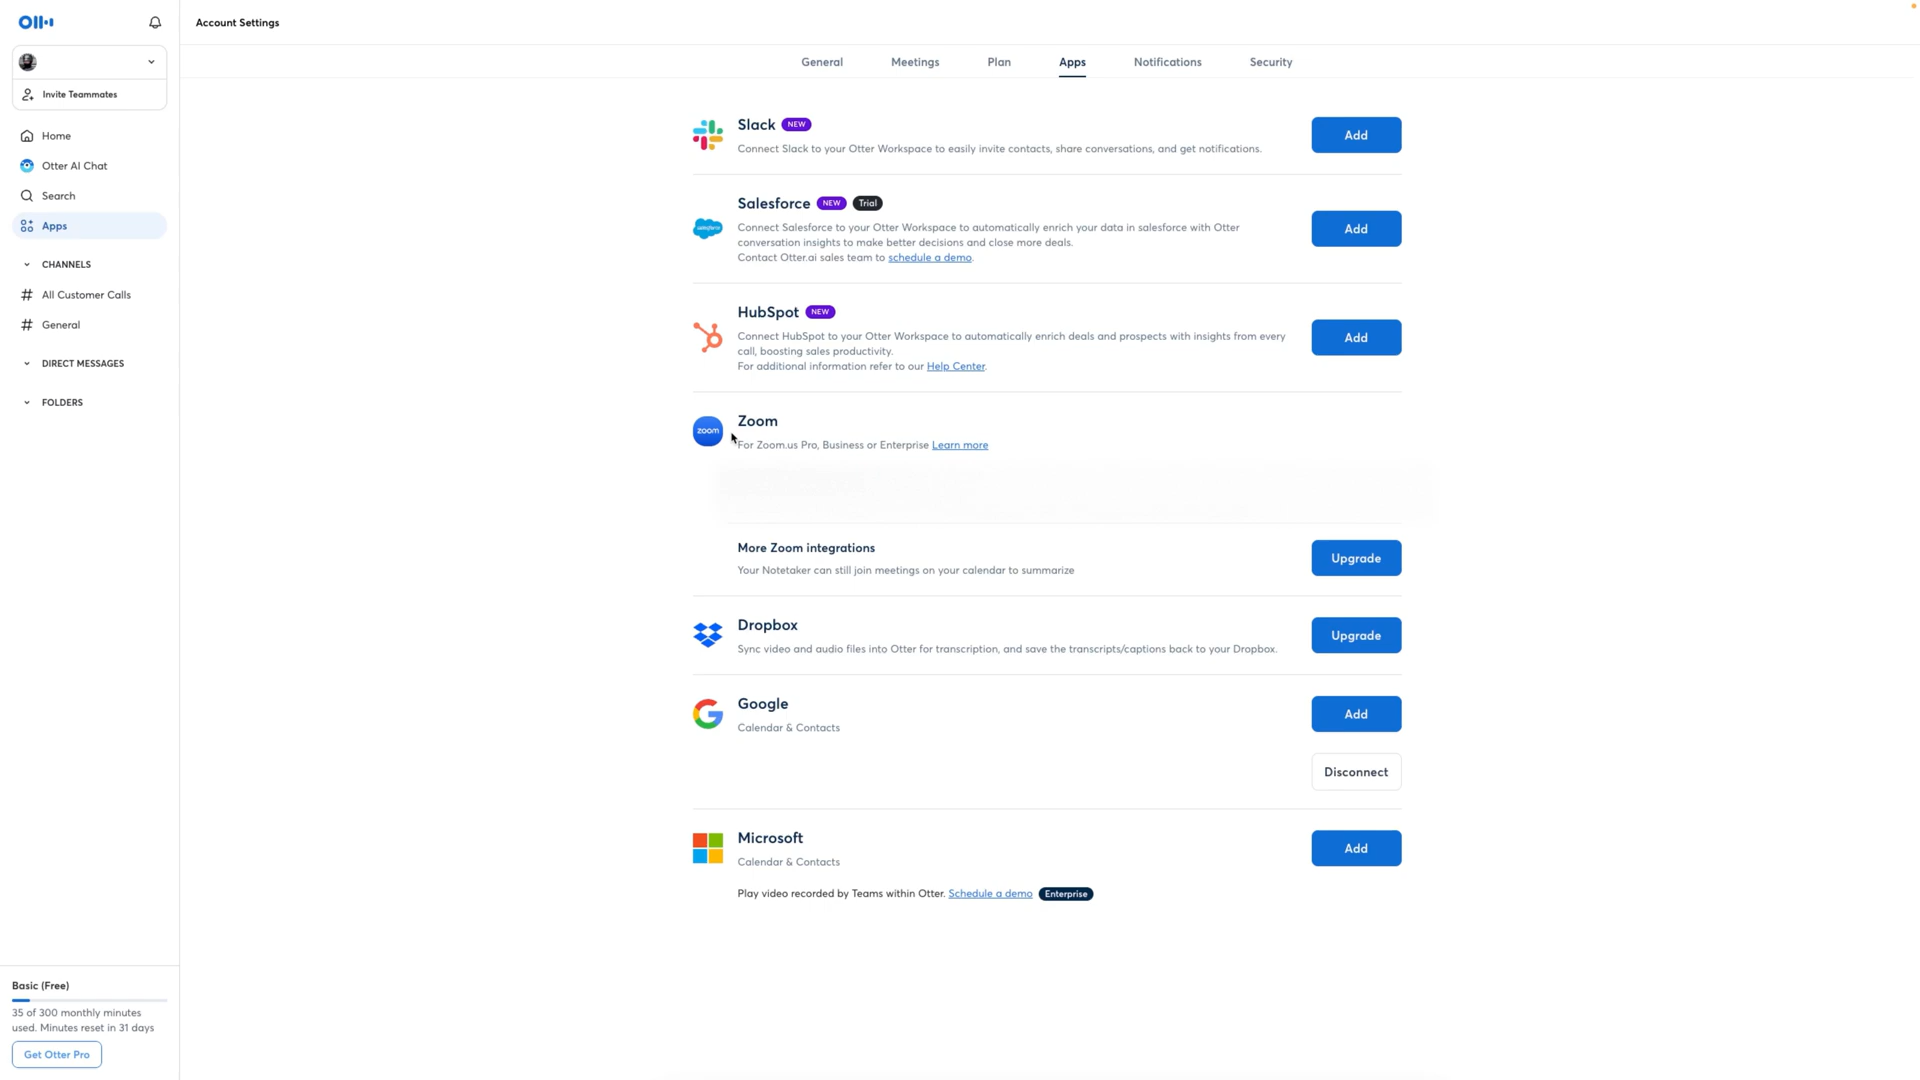 Account Settings
Invite Teammates
Home
Otter AI Chat
Search
Apps
CHANNELS
# All Customer Calls
# General
DIRECT MESSAGES
FOLDERS
Basic (Free)
35 of 300 monthly minutes
used. Minutes reset in 31 days
Get Otter Pro
General Meetings Plan Apps Notifications Security
Slack NEW
Connect Slack to your Otter Workspace to easily invite contacts, share conversations, and get notifications.
Add
Salesforce NEW Trial
Connect Salesforce to your Otter Workspace to automatically enrich your data in salesforce with Otter
conversation insights to make better decisions and close more deals.
Contact Otter.ai sales team to schedule a demo.
Add
HubSpot NEW
Connect HubSpot to your Otter Workspace to automatically enrich deals and prospects with insights from every
call, boosting sales productivity.
For additional information refer to our Help Center.
Add
zoom
Zoom
For Zoom.us Pro, Business or Enterprise Learn more
More Zoom integrations
Your Notetaker can still join meetings on your calendar to summarize
Upgrade
Dropbox
Sync video and audio files into Otter for transcription, and save the transcripts/captions back to your Dropbox.
Upgrade
Google
Calendar & Contacts
Add
Disconnect
Microsoft
Calendar & Contacts
Add
Play video recorded by Teams within Otter. Schedule a demo Enterprise